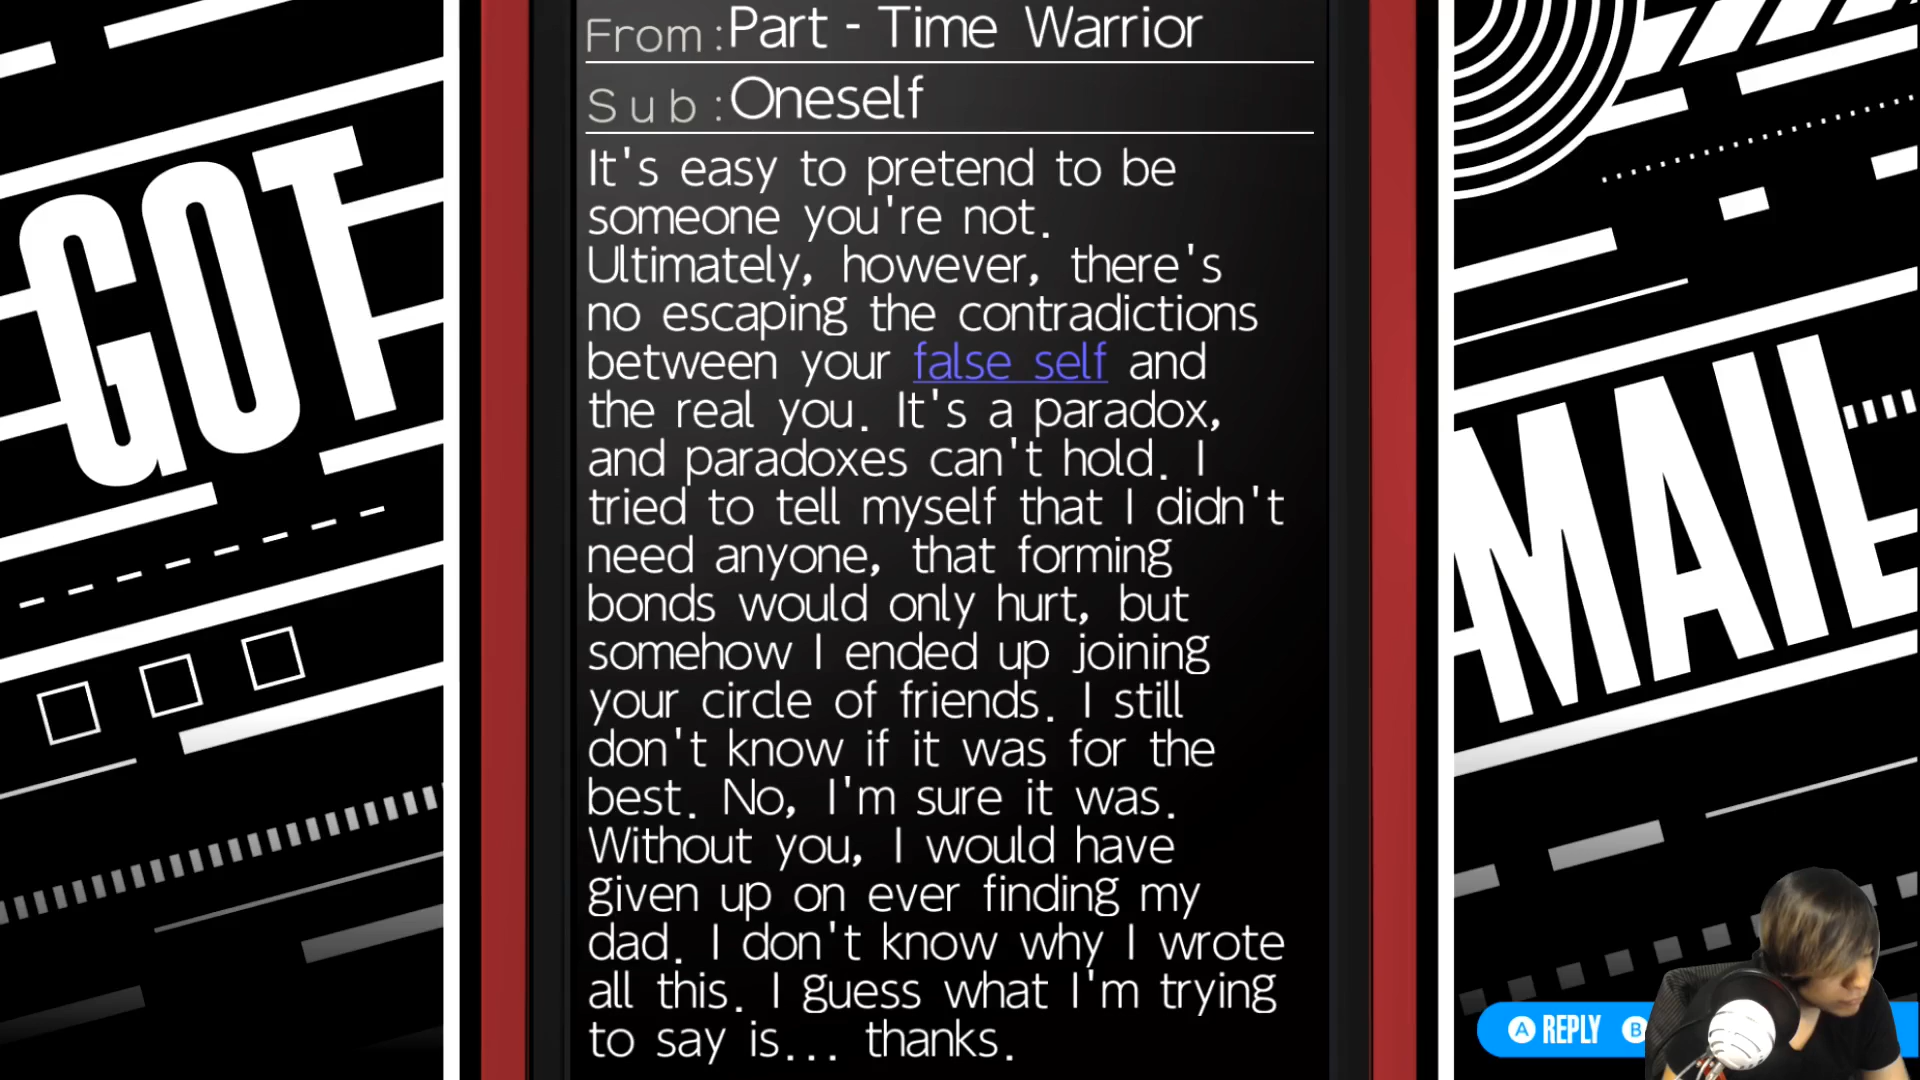 GOT
MAIL
From : Part - Time Warrior
Sub : Oneself
It's easy to pretend to be
someone you're not.
Ultimately, however, there's
no escaping the contradictions
between your false self and
the real you. It's a paradox,
and paradoxes can't hold. I
tried to tell myself that I didn't
need anyone, that forming
bonds would only hurt, but
somehow I ended up joining
your circle of friends. I still
don't know if it was for the
best. No, I'm sure it was.
Without you, I would have
given up on ever finding my
dad. I don't know why I wrote
all this. I guess what I'm trying
to say is... thanks.
A REPLY B